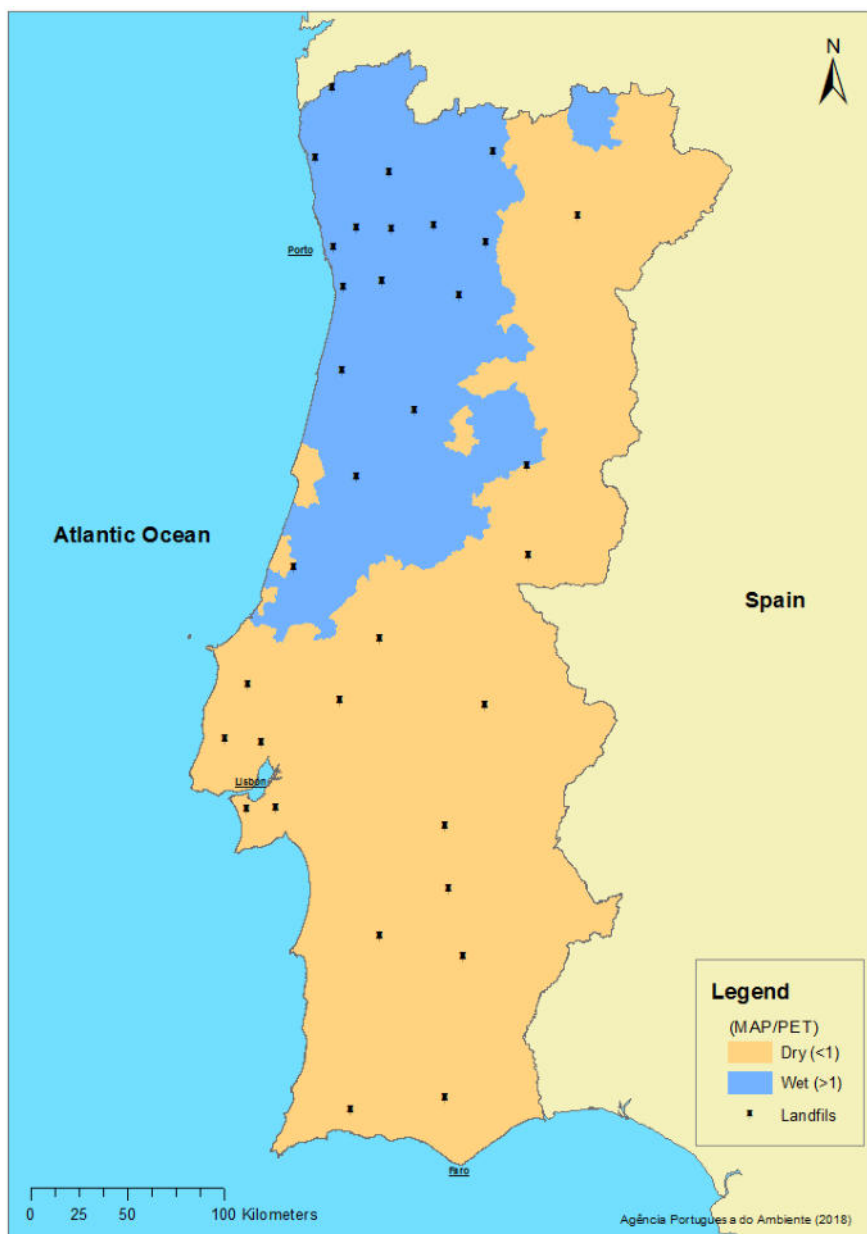 N
Porto
Atlantic Ocean
Spain
Lisbon
Legend
(MAP/PET)
Dry (<1)
Wet (>1)
Landfils
Faro
0 25 50 100 Kilometers
Agência Portuguesa do Ambiente (2018)